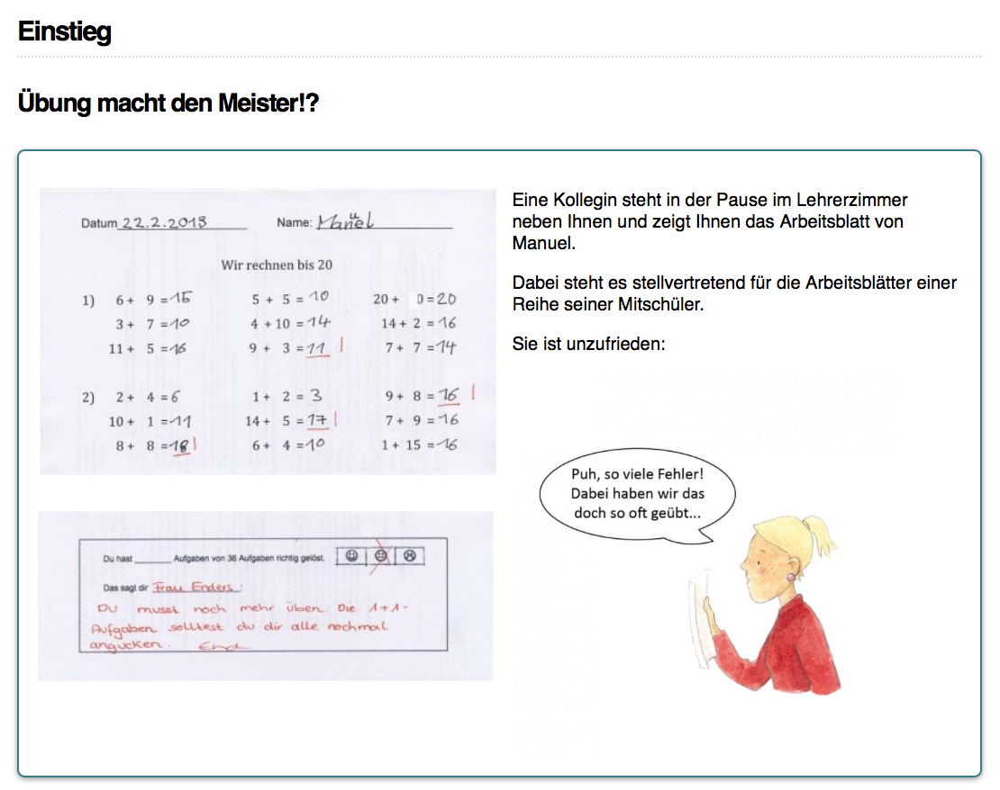 Einstieg
Übung macht den Meister!?
Datum 22.2.2013 Name: Manüel
Wir rechnen bis 20
1) 6 + 9 = 15 5 + 5 = 10 20 + 0 = 20
3 + 7 = 10 4 + 10 = 14 14 + 2 = 16
11 + 5 = 16 9 + 3 = 11 | 7 + 7 = 14
2) 2 + 4 = 6 1 + 2 = 3 9 + 8 = 16 |
10 + 1 = 11 14 + 5 = 17 | 7 + 9 = 16
8 + 8 = 18 | 6 + 4 = 10 1 + 15 = 16
Du hast ______ Aufgaben von 36 Aufgaben richtig gelöst.
Das sagt dir Frau Enders:
Du musst noch mehr üben. Die 1+1-
Aufgaben solltest du dir alle nochmal
angucken. End
Eine Kollegin steht in der Pause im Lehrerzimmer
neben Ihnen und zeigt Ihnen das Arbeitsblatt von
Manuel.
Dabei steht es stellvertretend für die Arbeitsblätter einer
Reihe seiner Mitschüler.
Sie ist unzufrieden:
Puh, so viele Fehler!
Dabei haben wir das
doch so oft geübt...